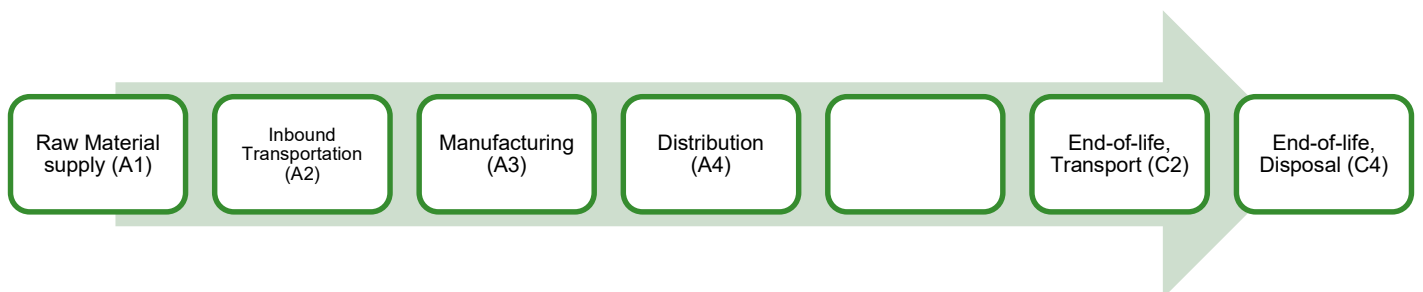 Raw Material
supply (A1)
Inbound
Transportation
(A2)
Manufacturing
(A3)
Distribution
(A4)
End-of-life,
Transport (C2)
End-of-life,
Disposal (C4)